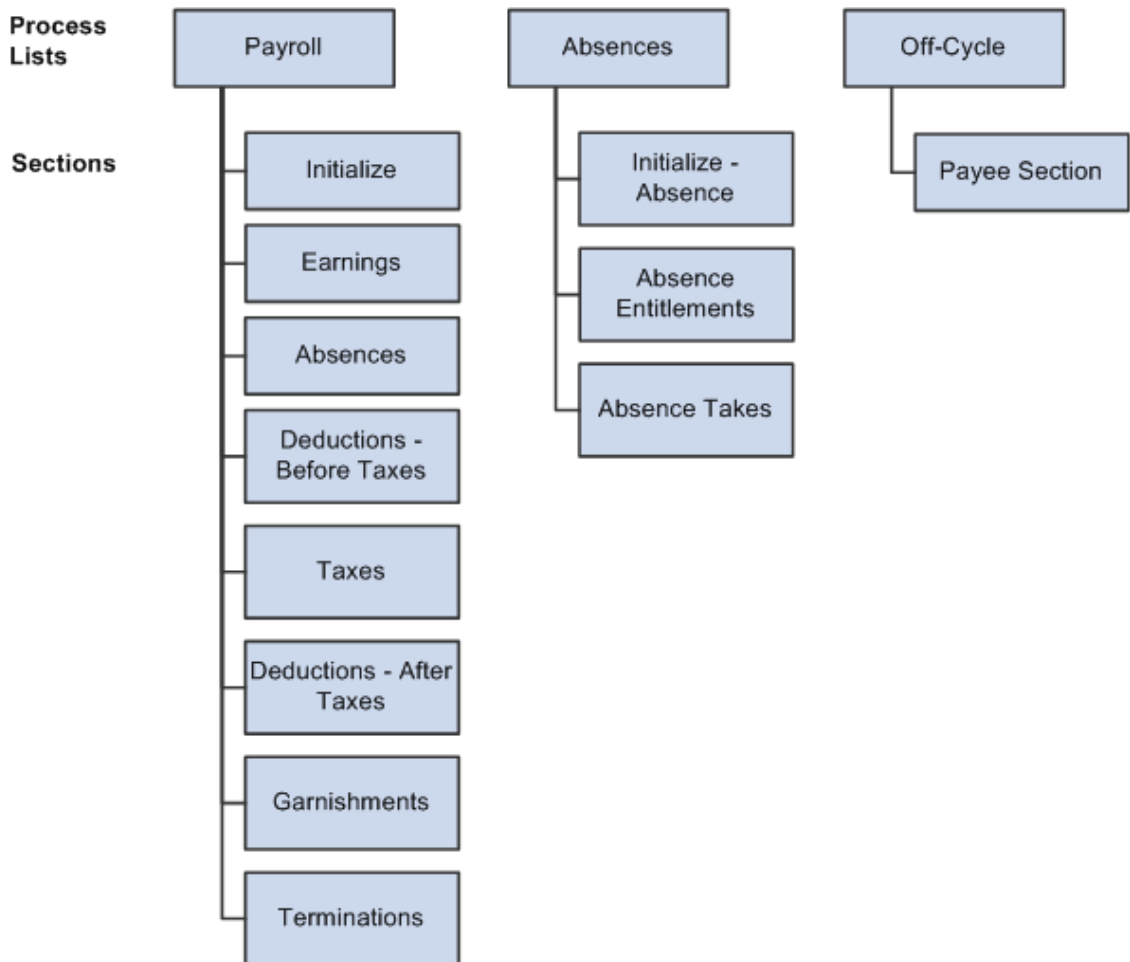 Process
Lists
Payroll
Absences
Off-Cycle
Sections
Initialize
Earnings
Absences
Deductions -
Before Taxes
Taxes
Deductions - After
Taxes
Garnishments
Terminations
Initialize -
Absence
Absence
Entitlements
Absence Takes
Payee Section